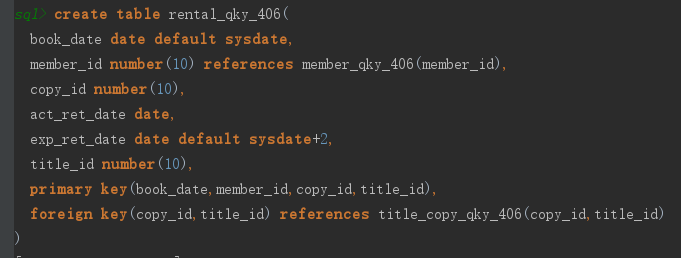 sql> create table rental_qky_406(
book_date date default sysdate,
member_id number(10) references member_qky_406(member_id),
copy_id number(10),
act_ret_date date,
exp_ret_date date default sysdate+2,
title_id number(10),
primary key(book_date,member_id,copy_id,title_id),
foreign key(copy_id,title_id) references title_copy_qky_406(copy_id,title_id)
)